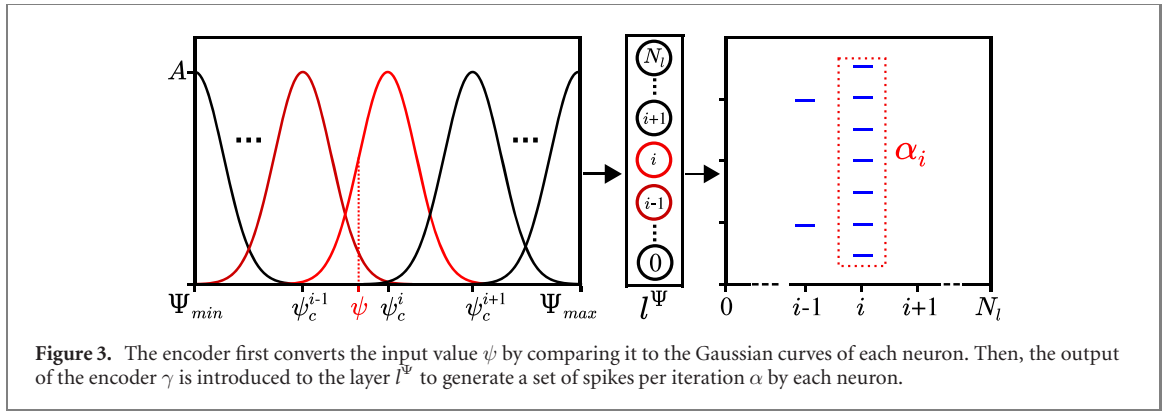 A
...
...
Ψmin
ψc^i-1
ψ
ψc^i
ψc^i+1
Ψmax
Nl
i+1
i
i-1
0
l^Ψ
αi
0
i-1
i
i+1
Nl
Figure 3. The encoder first converts the input value ψ by comparing it to the Gaussian curves of each neuron. Then, the output
of the encoder γ is introduced to the layer l^Ψ to generate a set of spikes per iteration α by each neuron.